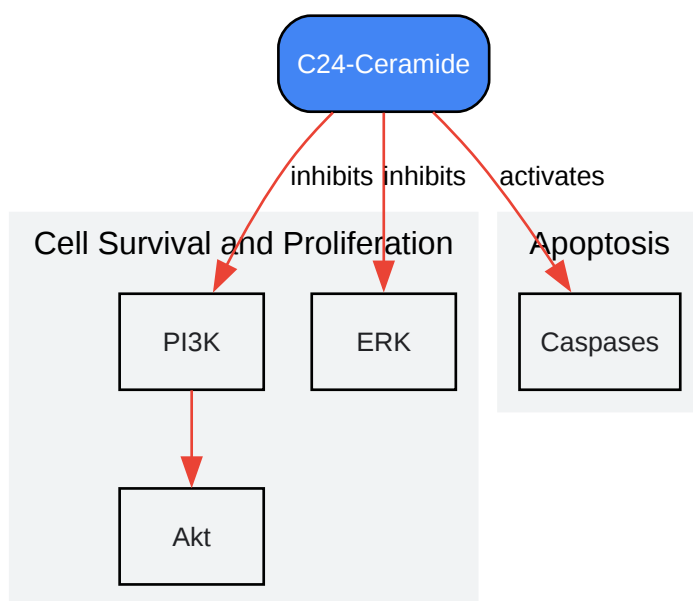 C24-Ceramide
inhibits inhibits activates
Cell Survival and Proliferation
Apoptosis
PI3K
ERK
Caspases
Akt